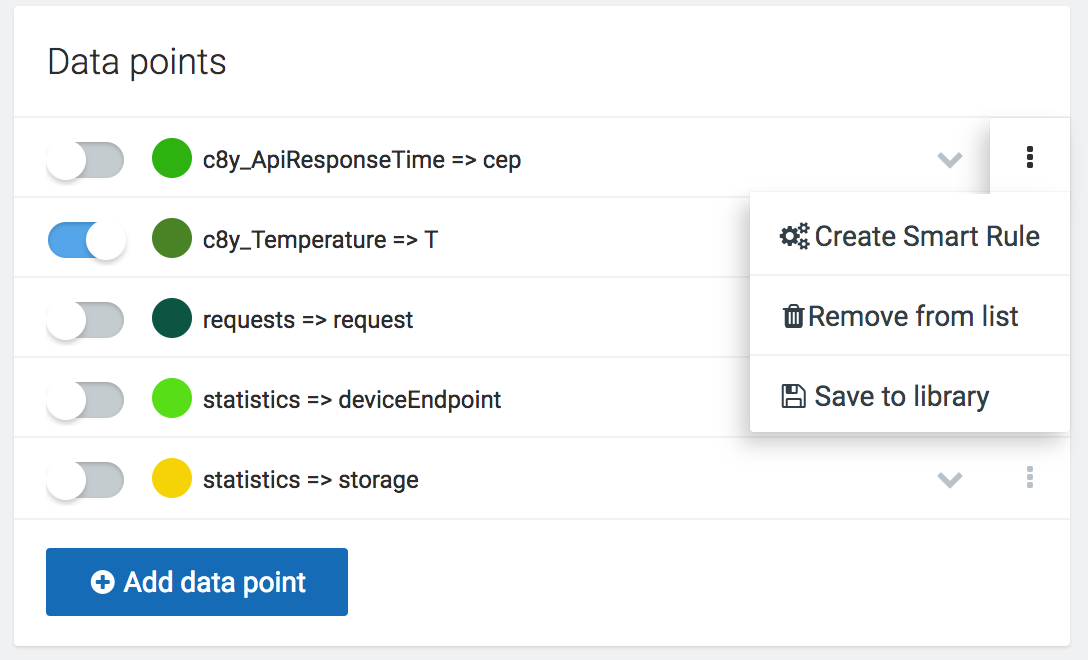 Data points
c8y_ApiResponseTime => cep
c8y_Temperature => T
Create Smart Rule
requests => request
Remove from list
statistics => deviceEndpoint
Save to library
statistics => storage
Add data point